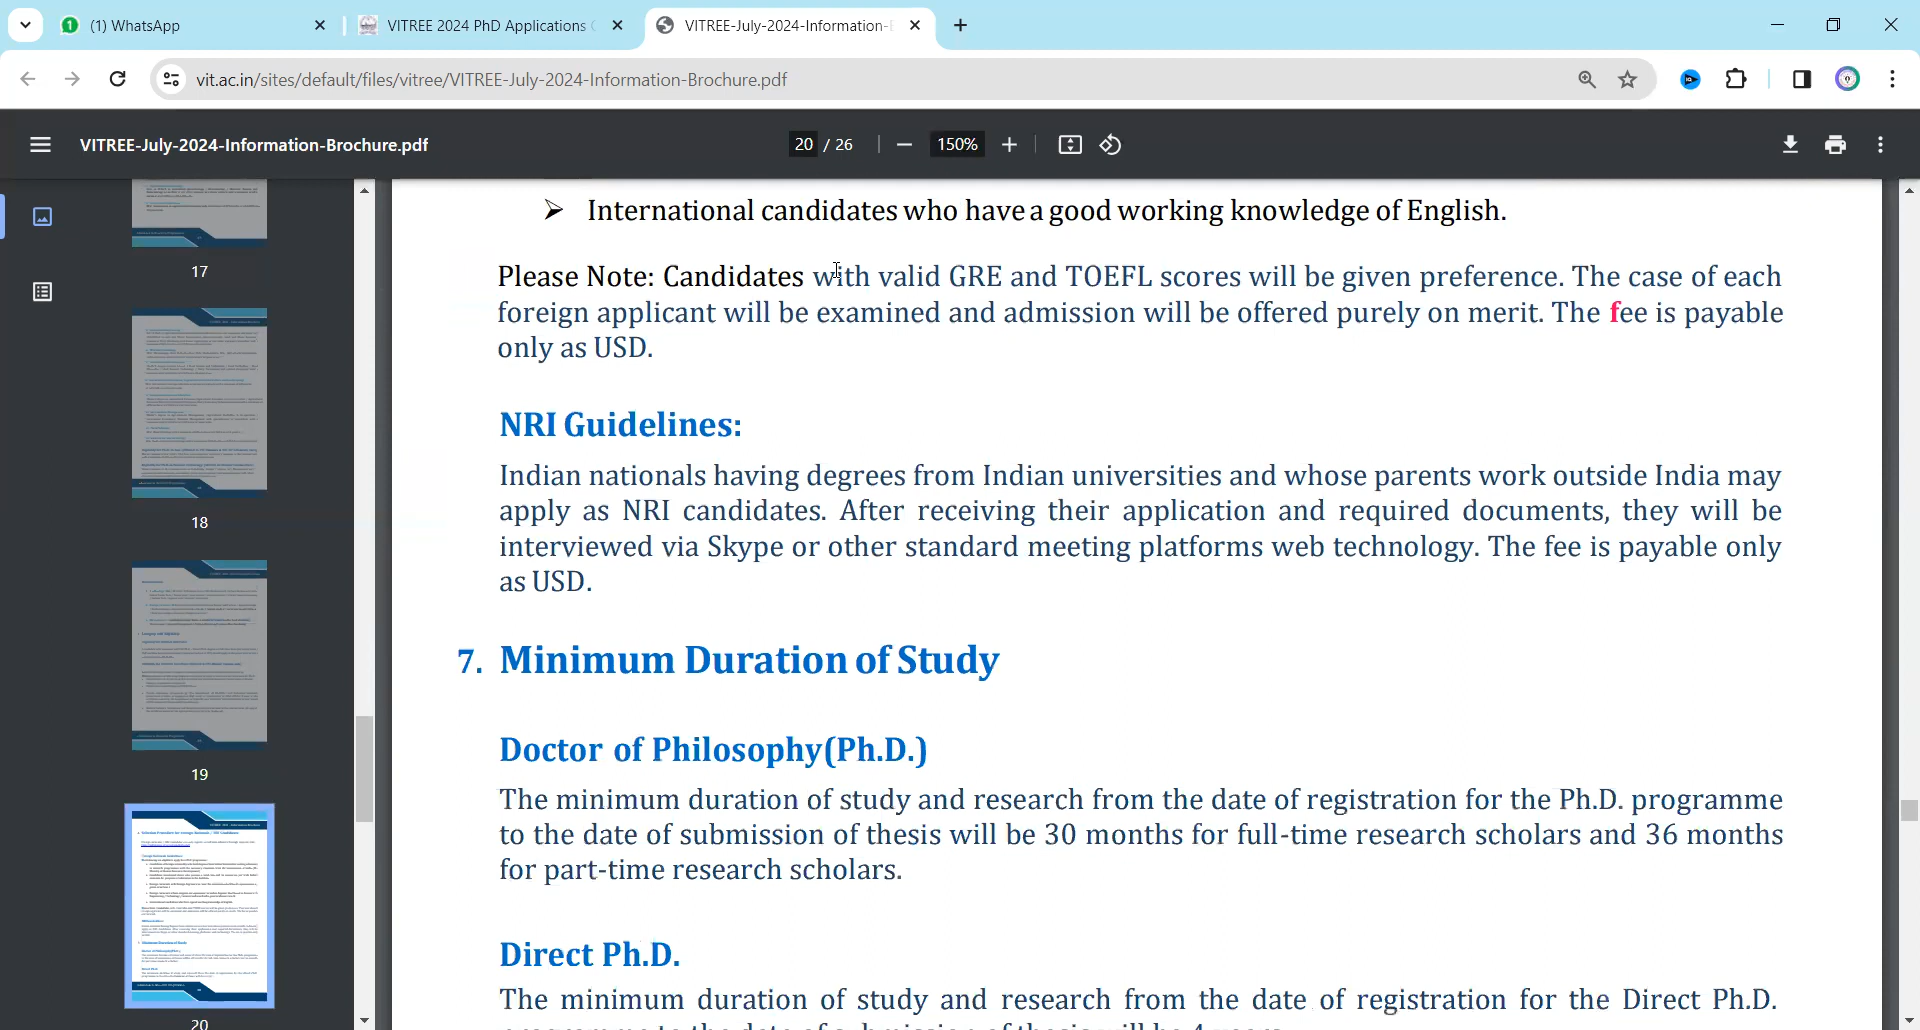 (1) WhatsApp
VITREE 2024 PhD Applications
VITREE-July-2024-Information-
vit.ac.in/sites/default/files/vitree/VITREE-July-2024-Information-Brochure.pdf
VITREE-July-2024-Information-Brochure.pdf
20 / 26
150%
17
18
19
20
➢ International candidates who have a good working knowledge of English.
Please Note: Candidates with valid GRE and TOEFL scores will be given preference. The case of each
foreign applicant will be examined and admission will be offered purely on merit. The fee is payable
only as USD.
NRI Guidelines:
Indian nationals having degrees from Indian universities and whose parents work outside India may
apply as NRI candidates. After receiving their application and required documents, they will be
interviewed via Skype or other standard meeting platforms web technology. The fee is payable only
as USD.
7. Minimum Duration of Study
Doctor of Philosophy(Ph.D.)
The minimum duration of study and research from the date of registration for the Ph.D. programme
to the date of submission of thesis will be 30 months for full-time research scholars and 36 months
for part-time research scholars.
Direct Ph.D.
The minimum duration of study and research from the date of registration for the Direct Ph.D.